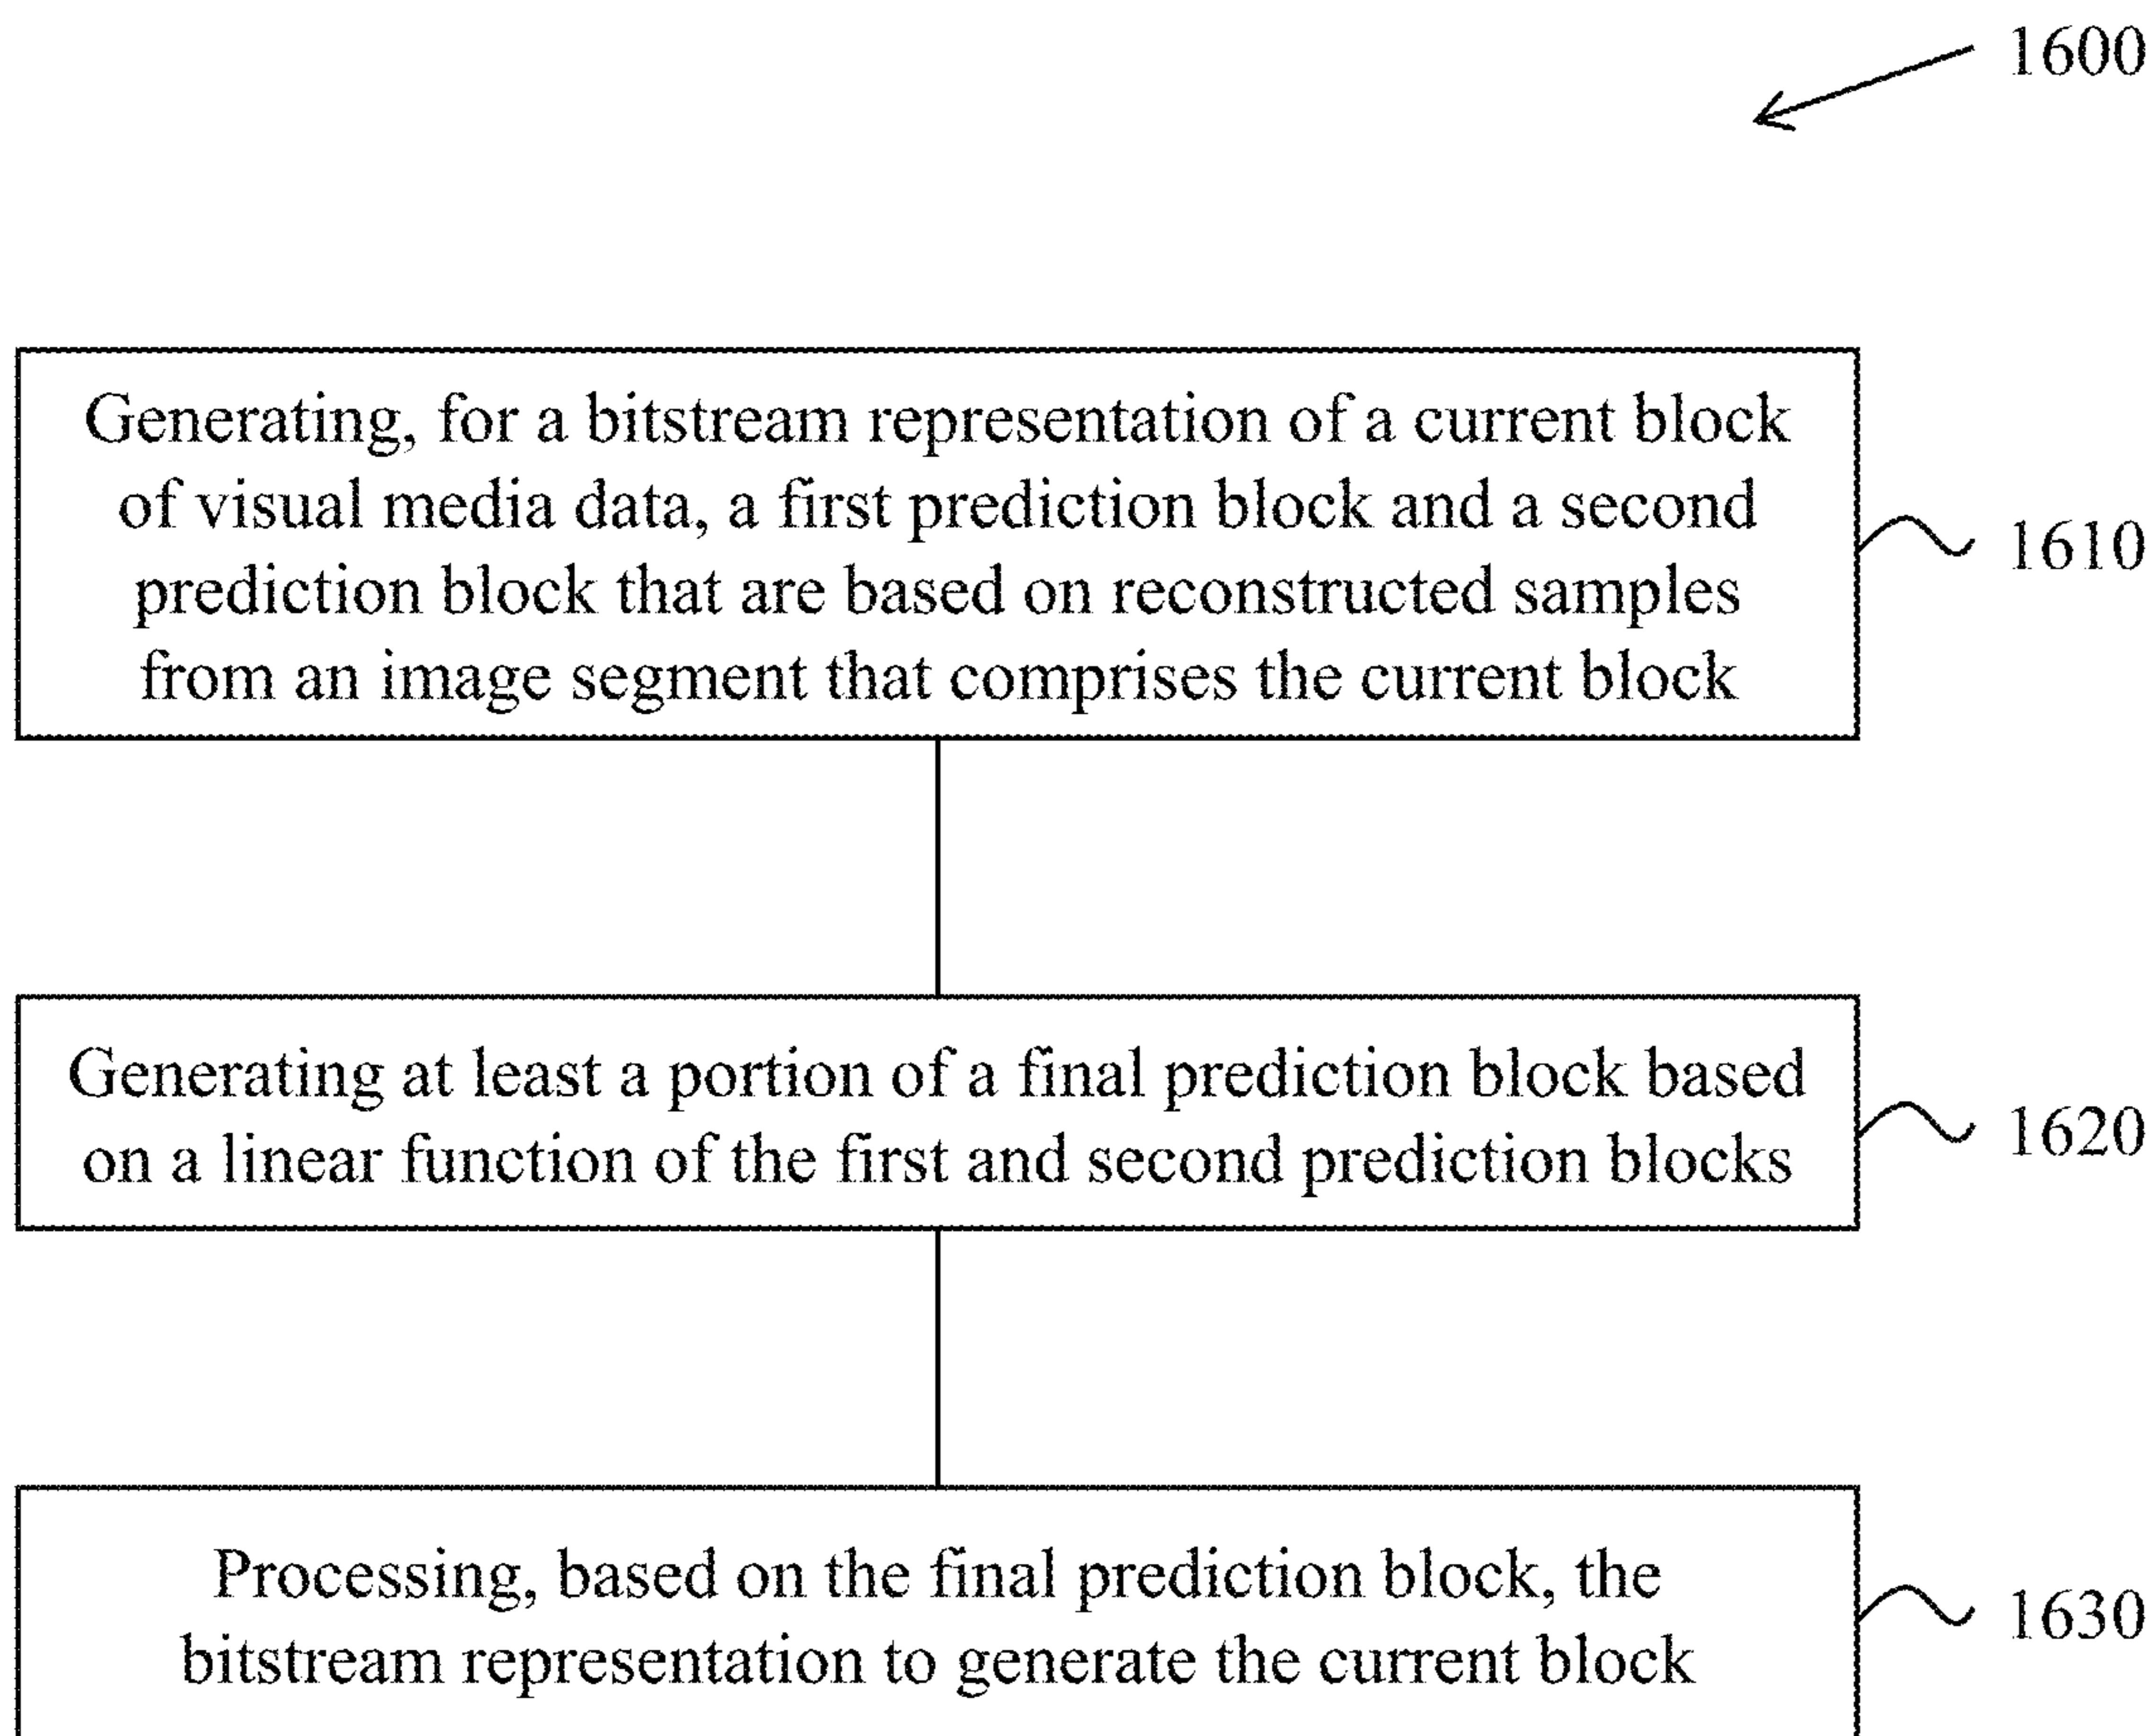 1600
Generating, for a bitstream representation of a current block
of visual media data, a first prediction block and a second
prediction block that are based on reconstructed samples
from an image segment that comprises the current block
1610
Generating at least a portion of a final prediction block based
on a linear function of the first and second prediction blocks
1620
Processing, based on the final prediction block, the
bitstream representation to generate the current block
1630